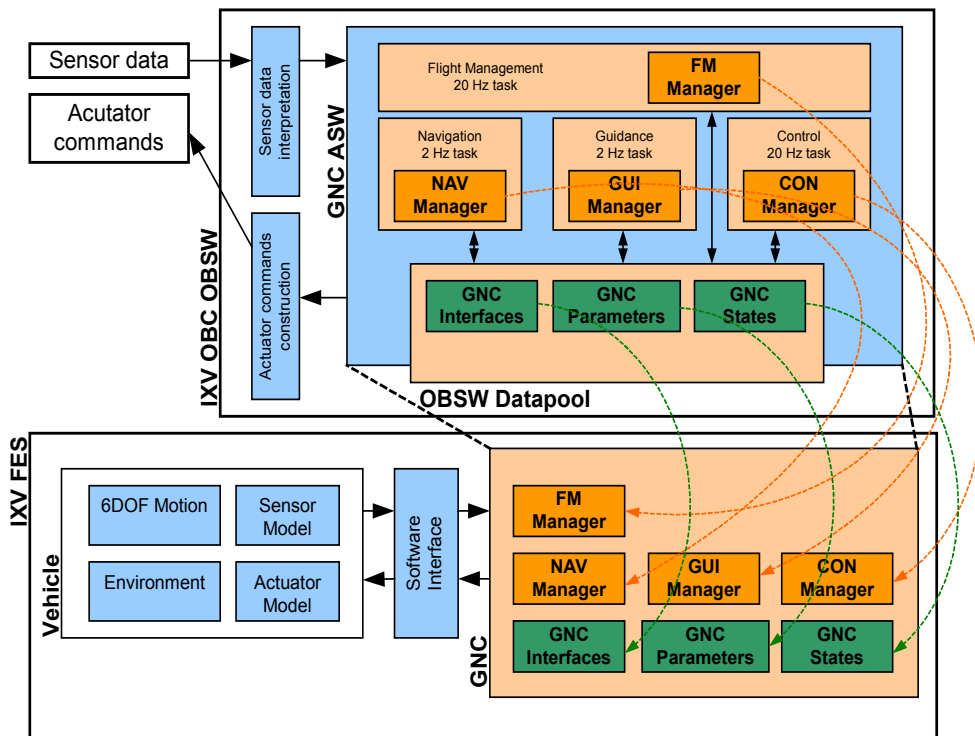 Sensor data
Acutator
commands
IXV OBC OBSW
Sensor data
interpretation
Actuator commands
construction
GNC ASW
Flight Management
20 Hz task
FM
Manager
Navigation
2 Hz task
NAV
Manager
Guidance
2 Hz task
GUI
Manager
Control
20 Hz task
CON
Manager
GNC
Interfaces
GNC
Parameters
GNC
States
OBSW Datapool
IXV FES
Vehicle
6DOF Motion
Sensor
Model
Environment
Actuator
Model
Software
Interface
GNC
FM
Manager
NAV
Manager
GUI
Manager
CON
Manager
GNC
Interfaces
GNC
Parameters
GNC
States